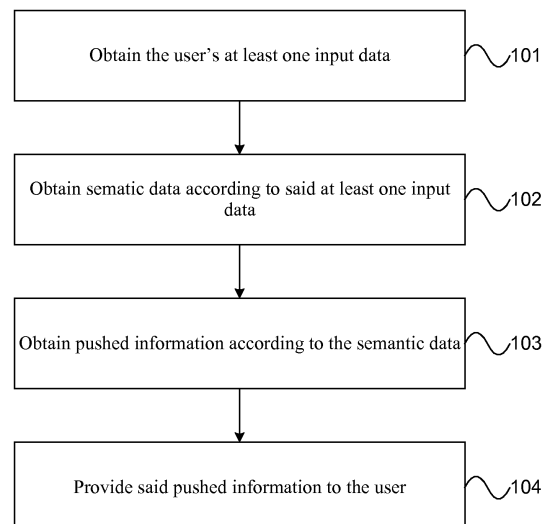 Obtain the user's at least one input data
101
Obtain sematic data according to said at least one input
data
102
Obtain pushed information according to the semantic data
103
Provide said pushed information to the user
104